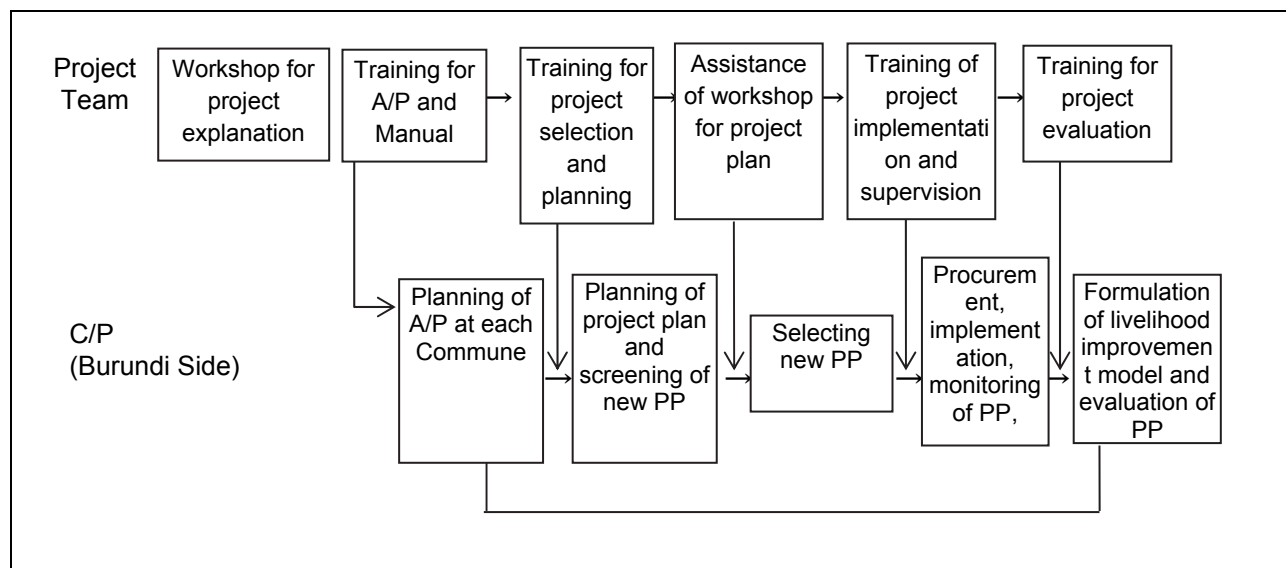 Project
Team
Workshop for
project
explanation
Training for
A/P and
Manual
Training for
project
selection
and
planning
Assistance
of workshop
for project
plan
Training of
project
implementati
on and
supervision
Training for
project
evaluation
C/P
(Burundi Side)
Planning of
A/P at each
Commune
Planning of
project plan
and
screening of
new PP
Selecting
new PP
Procurem
ent,
implement
ation,
monitoring
of PP,
Formulation
of livelihood
improvemen
t model and
evaluation of
PP